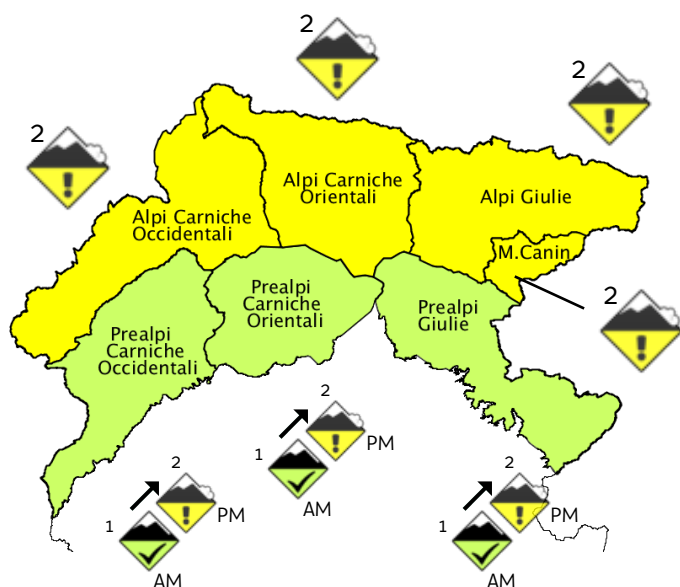 2
2
2
Alpi Carniche
Orientali
Alpi Giulie
Alpi Carniche
Occidentali
M.Canin
Prealpi
Carniche
Orientali
2
Prealpi
Giulie
Prealpi
Carniche
Occidentali
2
PM
1
AM
2
PM
1
AM
2
PM
1
AM